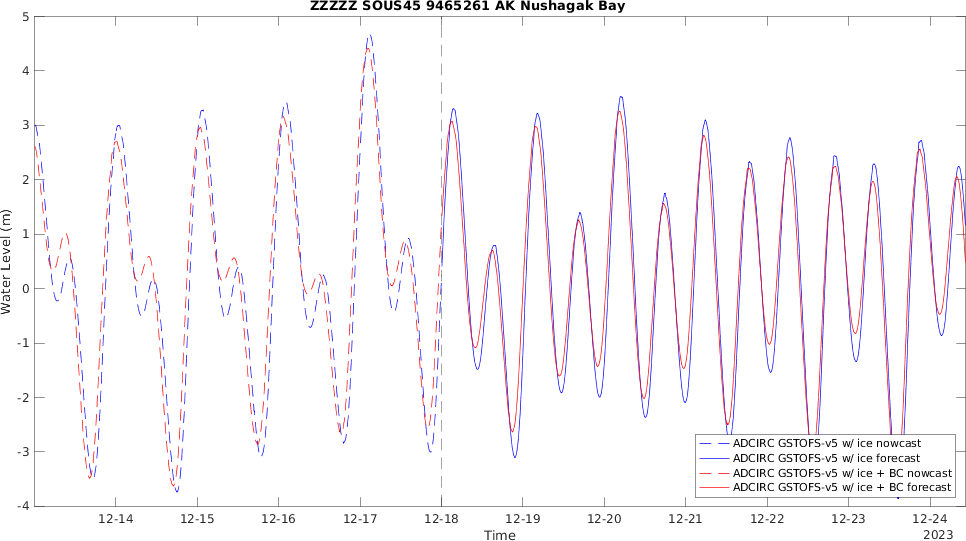 ZZZZZ SOUS45 9465261 AK Nushagak Bay
Water Level (m)
5
4
3
2
1
0
-1
-2
-3
-4
ADCIRC GSTOFS-v5 w/ ice nowcast
ADCIRC GSTOFS-v5 w/ ice forecast
ADCIRC GSTOFS-v5 w/ ice + BC nowcast
ADCIRC GSTOFS-v5 w/ ice + BC forecast
12-14 12-15 12-16 12-17 12-18 12-19 12-20 12-21 12-22 12-23 12-24
Time
2023